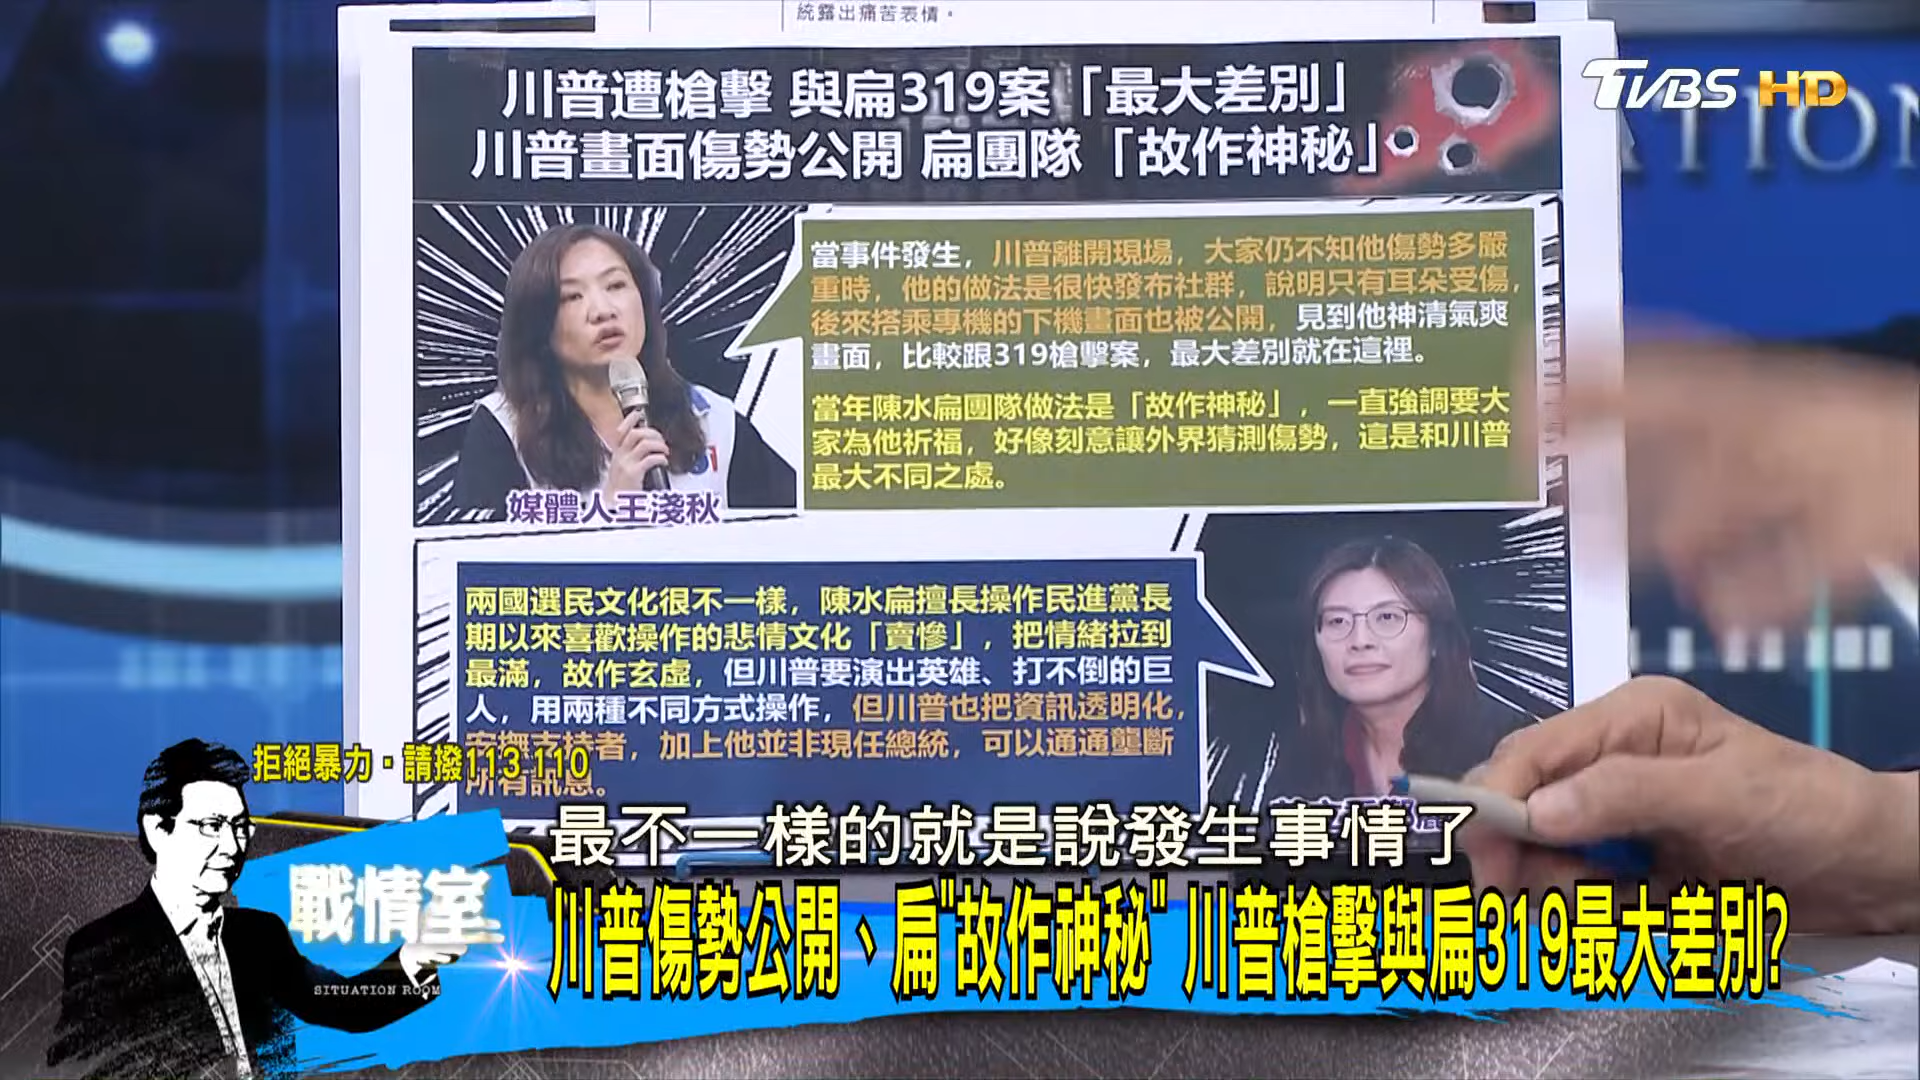 統露出痛苦表情。
川普遭槍擊 與扁319案「最大差別」
川普畫面傷勢公開 扁團隊「故作神秘」
TVBS HD
ATION
當事件發生，川普離開現場，大家仍不知他傷勢多嚴
重時，他的做法是很快發布社群，說明只有耳朵受傷，
後來搭乘專機的下機畫面也被公開，見到他神清氣爽
畫面，比較跟319槍擊案，最大差別就在這裡。
當年陳水扁團隊做法是「故作神秘」，一直強調要大
家為他祈福，好像刻意讓外界猜測傷勢，這是和川普
最大不同之處。
媒體人王淺秋
兩國選民文化很不一樣，陳水扁擅長操作民進黨長
期以來喜歡操作的悲情文化「賣慘」，把情緒拉到
最滿，故作玄虛，但川普要演出英雄、打不倒的巨
人，用兩種不同方式操作，但川普也把資訊透明化，
安撫支持者，加上他並非現任總統，可以通通壟斷
所有訊息。
拒絕暴力·請撥113 110
最不一樣的就是說發生事情了
戰情室
SITUATION ROOM
川普傷勢公開、扁"故作神秘" 川普槍擊與扁319最大差別?